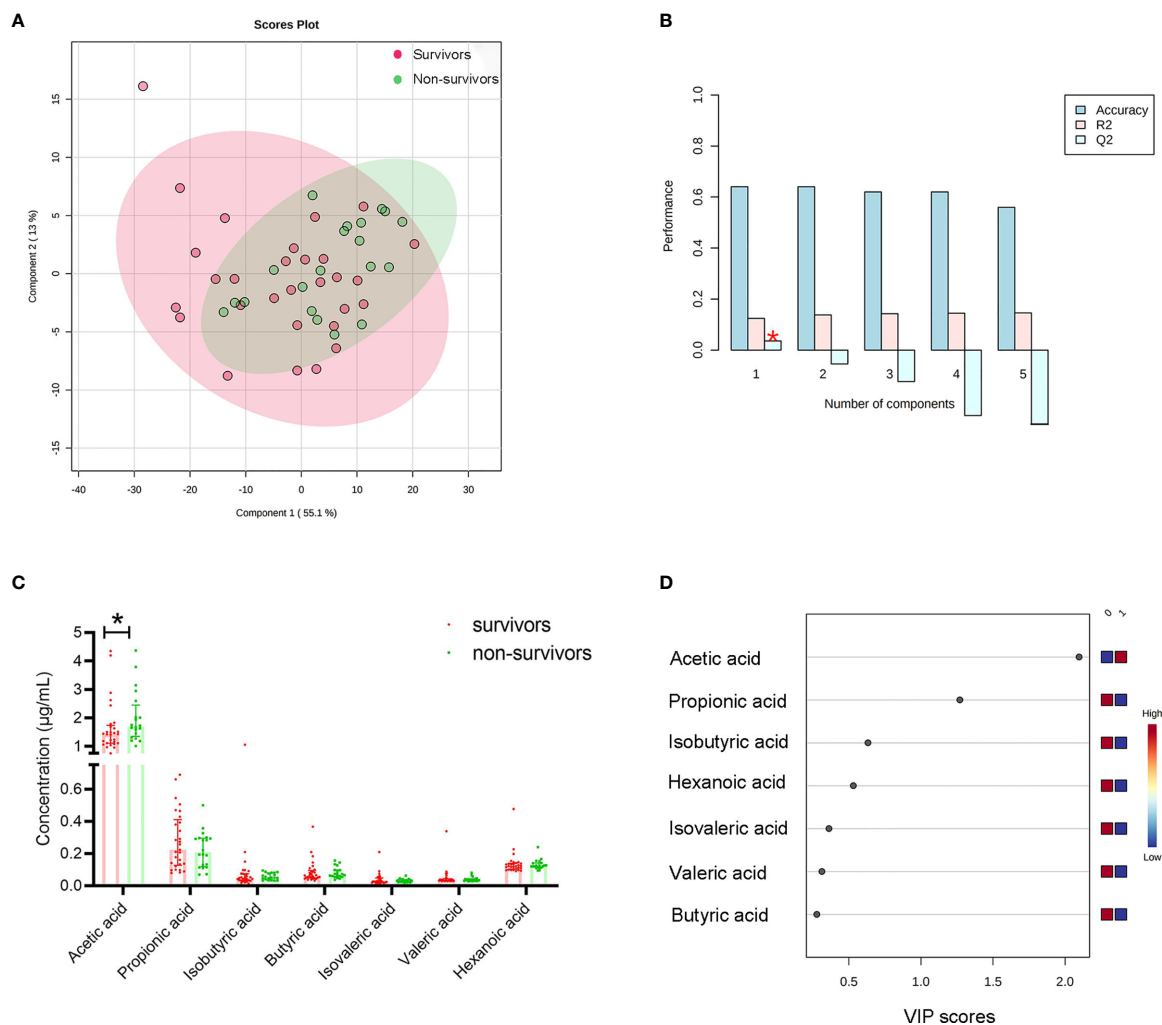 A
Scores Plot
Survivors
Non-survivors
Component 2 ( 13 %)
15
10
5
0
-5
-10
-15
-40
-30
-20
-10
0
10
20
30
Component 1 ( 55.1 %)
B
Accuracy
R2
Q2
Performance
1.0
0.8
0.6
0.4
0.2
0.0
*
1
2
3
4
5
Number of components
C
*
survivors
non-survivors
Concentration (µg/mL)
5
4
3
2
1
0.6
0.4
0.2
0.0
Acetic acid
Propionic acid
Isobutyric acid
Butyric acid
Isovaleric acid
Valeric acid
Hexanoic acid
D
0 1
Acetic acid
Propionic acid
Isobutyric acid
Hexanoic acid
Isovaleric acid
Valeric acid
Butyric acid
High
Low
0.5
1.0
1.5
2.0
VIP scores